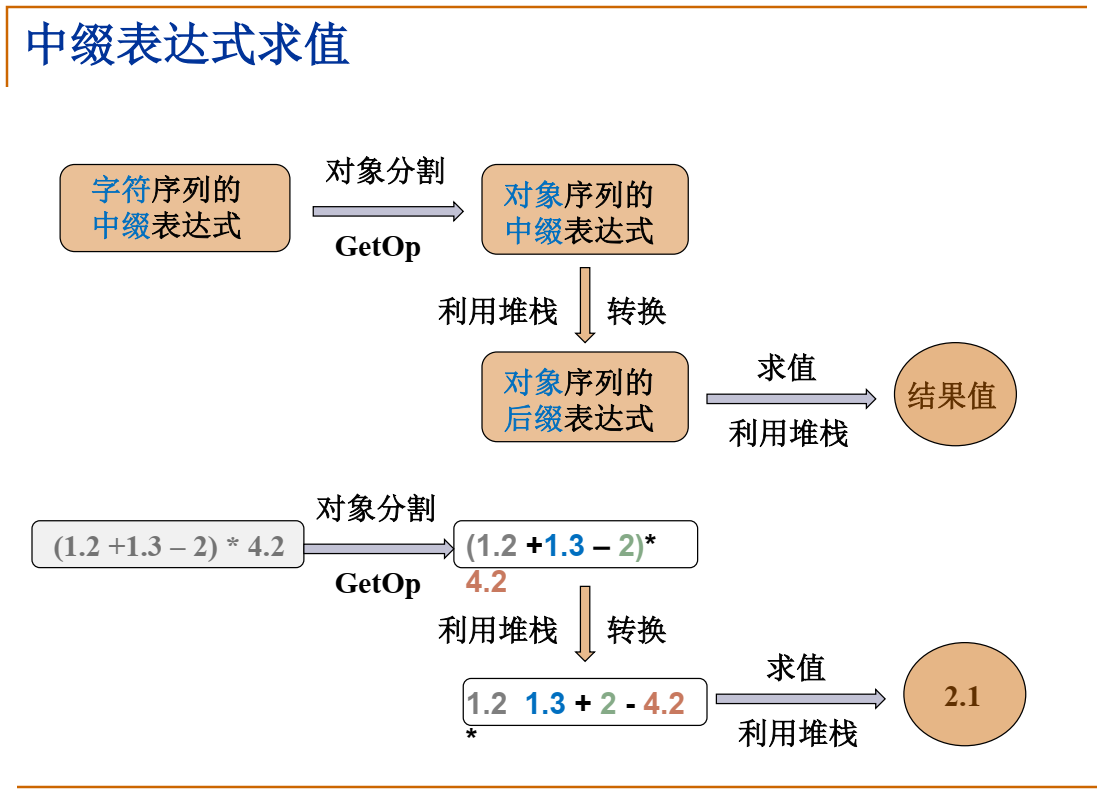 中缀表达式求值
字符序列的
中缀表达式
对象分割
GetOp
对象序列的
中缀表达式
利用堆栈
转换
对象序列的
后缀表达式
求值
利用堆栈
结果值
(1.2 +1.3 – 2) * 4.2
对象分割
GetOp
(1.2 +1.3 – 2)*
4.2
利用堆栈
转换
1.2 1.3 + 2 - 4.2
*
求值
利用堆栈
2.1